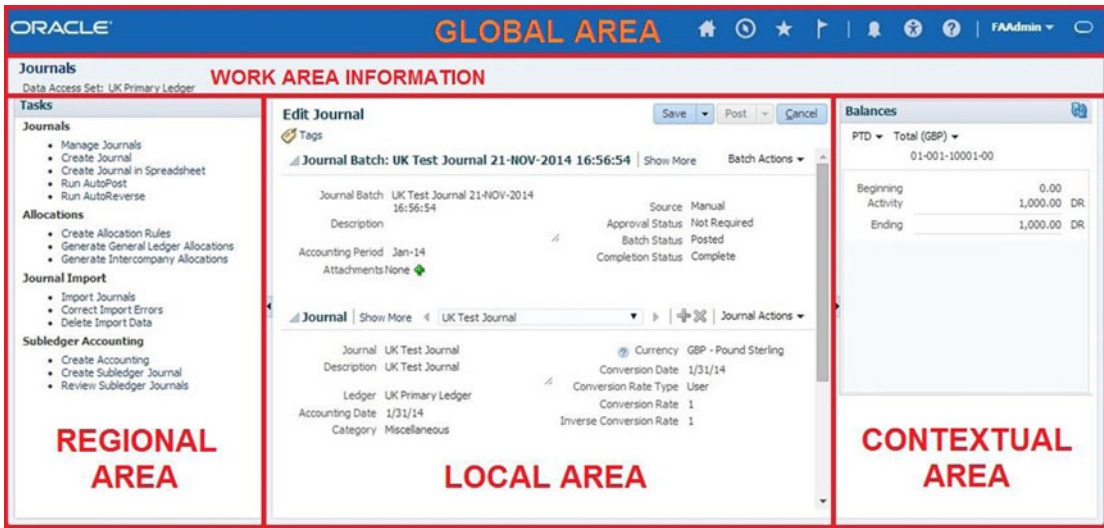 ORACLE
GLOBAL AREA
FAAdmin
Journals
Data Access Set: UK Primary Ledger
WORK AREA INFORMATION
Tasks
Journals
Manage Journals
Create Journal
Create Journal in Spreadsheet
Run AutoPost
Run AutoReverse
Allocations
Create Allocation Rules
Generate General Ledger Allocations
Generate Intercompany Allocations
Journal Import
Import Journals
Correct Import Errors
Delete Import Data
Subledger Accounting
Create Accounting
Create Subledger Journal
Review Subledger Journals
REGIONAL
AREA
Edit Journal Save Post Cancel
Tags
Journal Batch: UK Test Journal 21-NOV-2014 16:56:54 Show More Batch Actions
Journal Batch UK Test Journal 21-NOV-2014
16:56:54
Description
Accounting Period Jan-14
Attachments None
Source Manual
Approval Status Not Required
Batch Status Posted
Completion Status Complete
Journal Show More UK Test Journal Journal Actions
Journal UK Test Journal
Description UK Test Journal
Ledger UK Primary Ledger
Accounting Date 1/31/14
Category Miscellaneous
Currency GBP - Pound Sterling
Conversion Date 1/31/14
Conversion Rate Type User
Conversion Rate 1
Inverse Conversion Rate 1
LOCAL AREA
Balances
PTD Total (GBP)
01-001-10001-00
Beginning 0.00
Activity 1,000.00 DR
Ending 1,000.00 DR
CONTEXTUAL
AREA